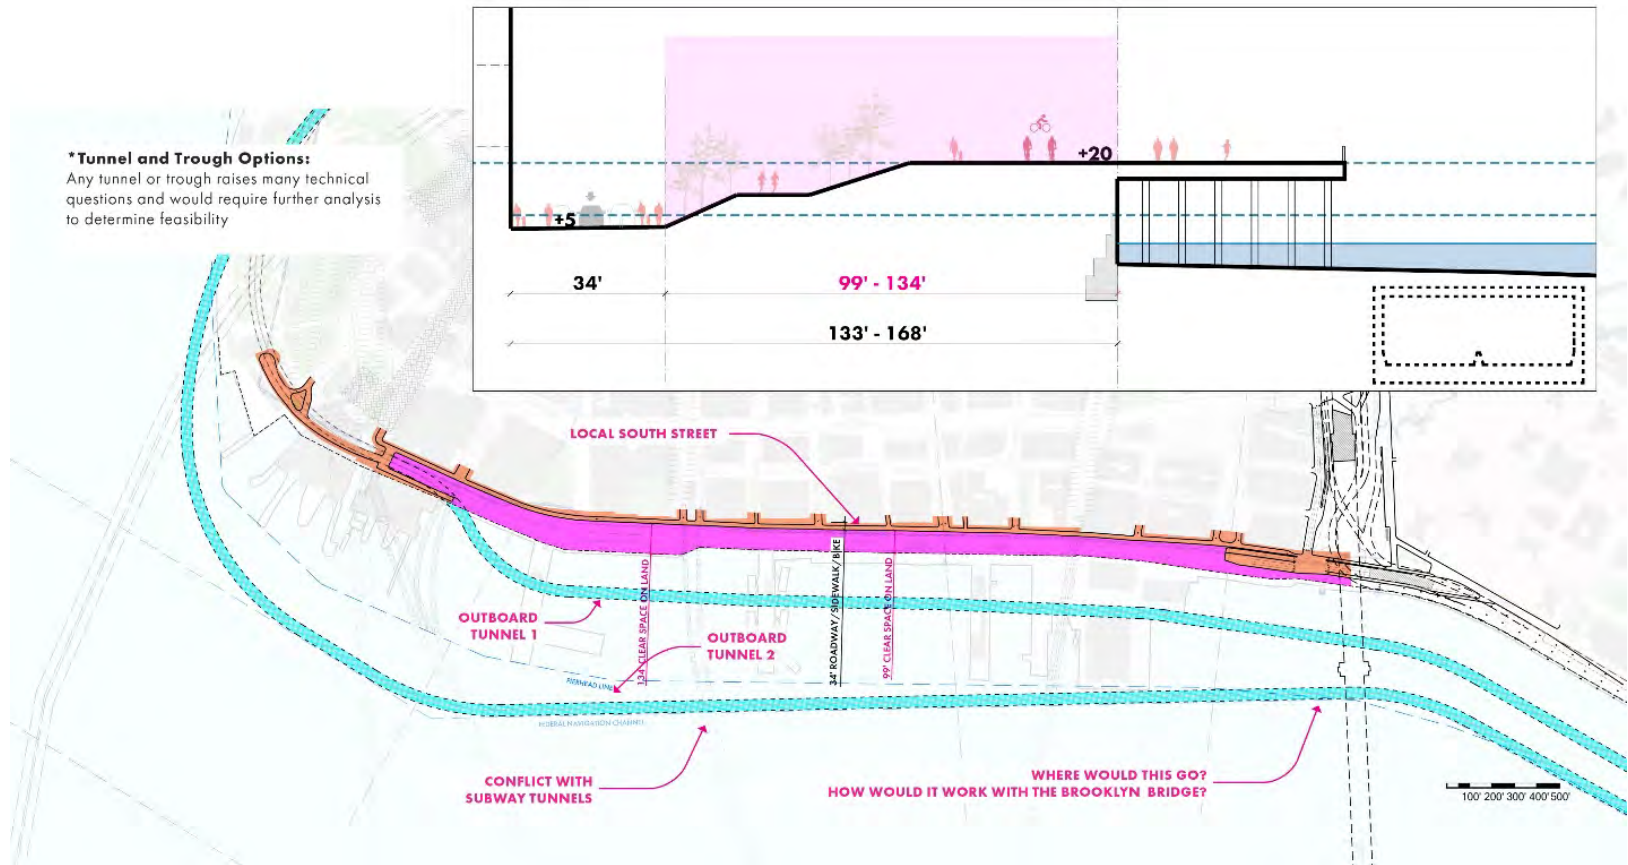 *Tunnel and Trough Options:
Any tunnel or trough raises many technical
questions and would require further analysis
to determine feasibility
+5
+20
34'
99' - 134'
133' - 168'
LOCAL SOUTH STREET
OUTBOARD
TUNNEL 1
OUTBOARD
TUNNEL 2
134' CLEAR SPACE ON LAND
34' ROADWAY/SIDEWALK/BIKE
99' CLEAR SPACE ON LAND
PIERHEAD LINE
FEDERAL NAVIGATION CHANNEL
CONFLICT WITH
SUBWAY TUNNELS
WHERE WOULD THIS GO?
HOW WOULD IT WORK WITH THE BROOKLYN BRIDGE?
100' 200' 300' 400' 500'